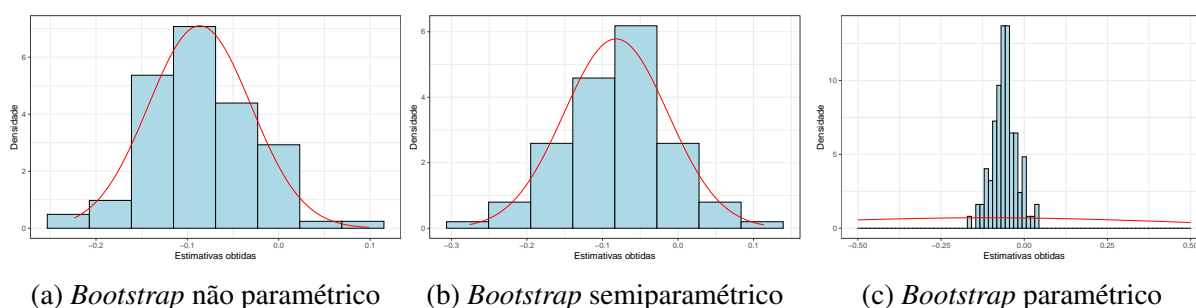 Densidade
6
4
2
0
−0.2
−0.1
0.0
0.1
Estimativas obtidas
Densidade
6
4
2
0
−0.3
−0.2
−0.1
0.0
0.1
Estimativas obtidas
Densidade
10
5
0
−0.50
−0.25
0.00
0.25
0.50
Estimativas obtidas
(a) Bootstrap não paramétrico
(b) Bootstrap semiparamétrico
(c) Bootstrap paramétrico